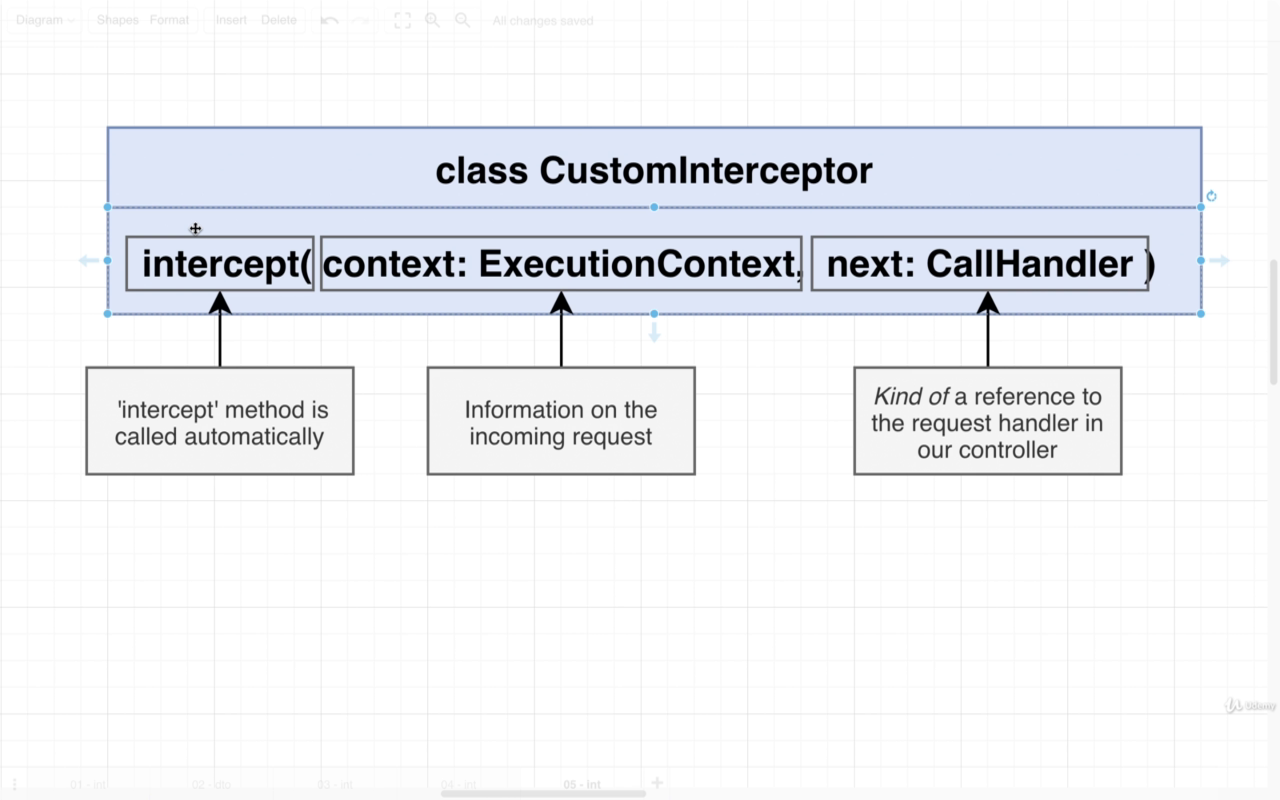 Diagram Shapes Format Insert Delete All changes saved
class CustomInterceptor
intercept( context: ExecutionContext, next: CallHandler )
'intercept' method is
called automatically
Information on the
incoming request
Kind of a reference to
the request handler in
our controller
Udemy
01 - int 02 - dto 03 - int 04 - int 05 - int